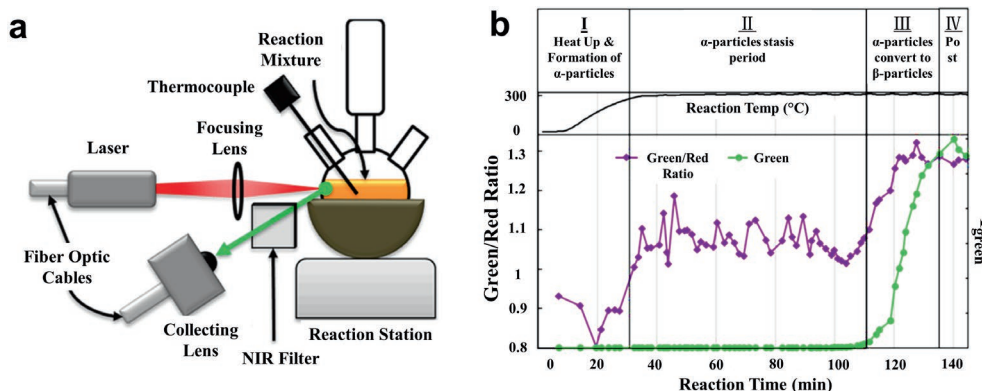 a
Reaction
Mixture
Thermocouple
Focusing
Lens
Laser
Fiber Optic
Cables
Collecting
Lens
NIR Filter
Reaction Station
b
I
Heat Up &
Formation of
α-particles
II
α-particles stasis
period
III
α-particles
convert to
β-particles
IV
Po
st
300
0
Reaction Temp (°C)
Green/Red
Ratio
Green
Green/Red Ratio
1.3
1.2
1.1
1
0.9
0.8
0 20 40 60 80 100 120 140
Reaction Time (min)
green